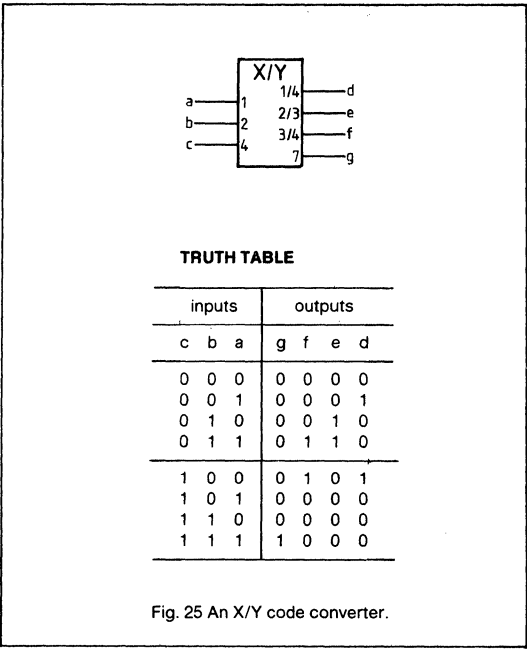 X/Y
1/4 d
a 1
2/3 e
b 2
3/4 f
c 4
7 g
TRUTH TABLE
inputs outputs
c b a g f e d
0 0 0 0 0 0 0
0 0 1 0 0 0 1
0 1 0 0 0 1 0
0 1 1 0 1 1 0
1 0 0 0 1 0 1
1 0 1 0 0 0 0
1 1 0 0 0 0 0
1 1 1 1 0 0 0
Fig. 25 An X/Y code converter.